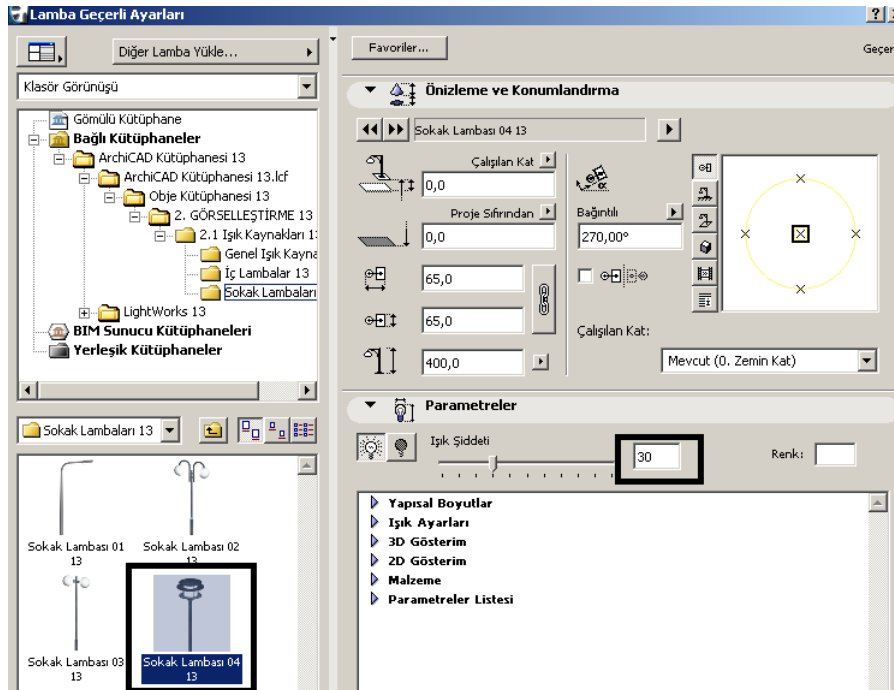 Lamba Geçerli Ayarları
Diğer Lamba Yükle...
Klasör Görünüşü
Gömülü Kütüphane
Bağlı Kütüphaneler
ArchiCAD Kütüphanesi 13
ArchiCAD Kütüphanesi 13.lcf
Obje Kütüphanesi 13
2. GÖRSELLEŞTİRME 13
2.1 Işık Kaynakları 1
Genel Işık Kayna
İç Lambalar 13
Sokak Lambaları
LightWorks 13
BIM Sunucu Kütüphaneleri
Yerleşik Kütüphaneler
Sokak Lambaları 13
Sokak Lambası 01
13
Sokak Lambası 02
13
Sokak Lambası 03
13
Sokak Lambası 04
13
Favoriler...
Geçer
Önizleme ve Konumlandırma
Sokak Lambası 04 13
Çalışılan Kat
0,0
Proje Sıfırından
0,0
65,0
65,0
400,0
Bağıntılı
270,00°
α
Çalışılan Kat:
Mevcut (0. Zemin Kat)
Parametreler
Işık Şiddeti
30
Renk:
Yapısal Boyutlar
Işık Ayarları
3D Gösterim
2D Gösterim
Malzeme
Parametreler Listesi